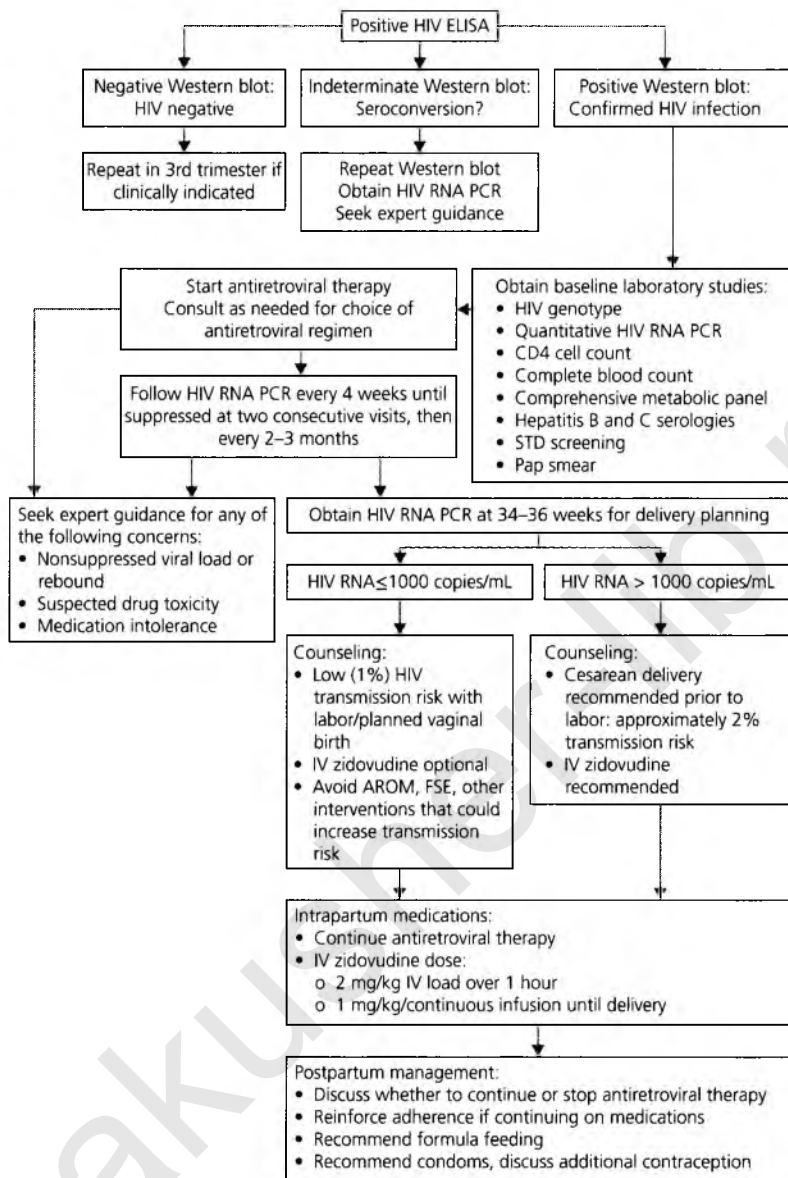 Positive HIV ELISA
Negative Western blot:
HIV negative
Indeterminate Western blot:
Seroconversion?
Positive Western blot:
Confirmed HIV infection
Repeat in 3rd trimester if
clinically indicated
Repeat Western blot
Obtain HIV RNA PCR
Seek expert guidance
Start antiretroviral therapy
Consult as needed for choice of
antiretroviral regimen
Obtain baseline laboratory studies:
• HIV genotype
• Quantitative HIV RNA PCR
• CD4 cell count
• Complete blood count
• Comprehensive metabolic panel
• Hepatitis B and C serologies
• STD screening
• Pap smear
Follow HIV RNA PCR every 4 weeks until
suppressed at two consecutive visits, then
every 2–3 months
Seek expert guidance for any of
the following concerns:
• Nonsuppressed viral load or
rebound
• Suspected drug toxicity
• Medication intolerance
Obtain HIV RNA PCR at 34–36 weeks for delivery planning
HIV RNA≤1000 copies/mL
HIV RNA > 1000 copies/mL
Counseling:
• Low (1%) HIV
transmission risk with
labor/planned vaginal
birth
• IV zidovudine optional
• Avoid AROM, FSE, other
interventions that could
increase transmission
risk
Counseling:
• Cesarean delivery
recommended prior to
labor: approximately 2%
transmission risk
• IV zidovudine
recommended
Intrapartum medications:
• Continue antiretroviral therapy
• IV zidovudine dose:
o 2 mg/kg IV load over 1 hour
o 1 mg/kg/continuous infusion until delivery
Postpartum management:
• Discuss whether to continue or stop antiretroviral therapy
• Reinforce adherence if continuing on medications
• Recommend formula feeding
• Recommend condoms, discuss additional contraception
akusher-lib